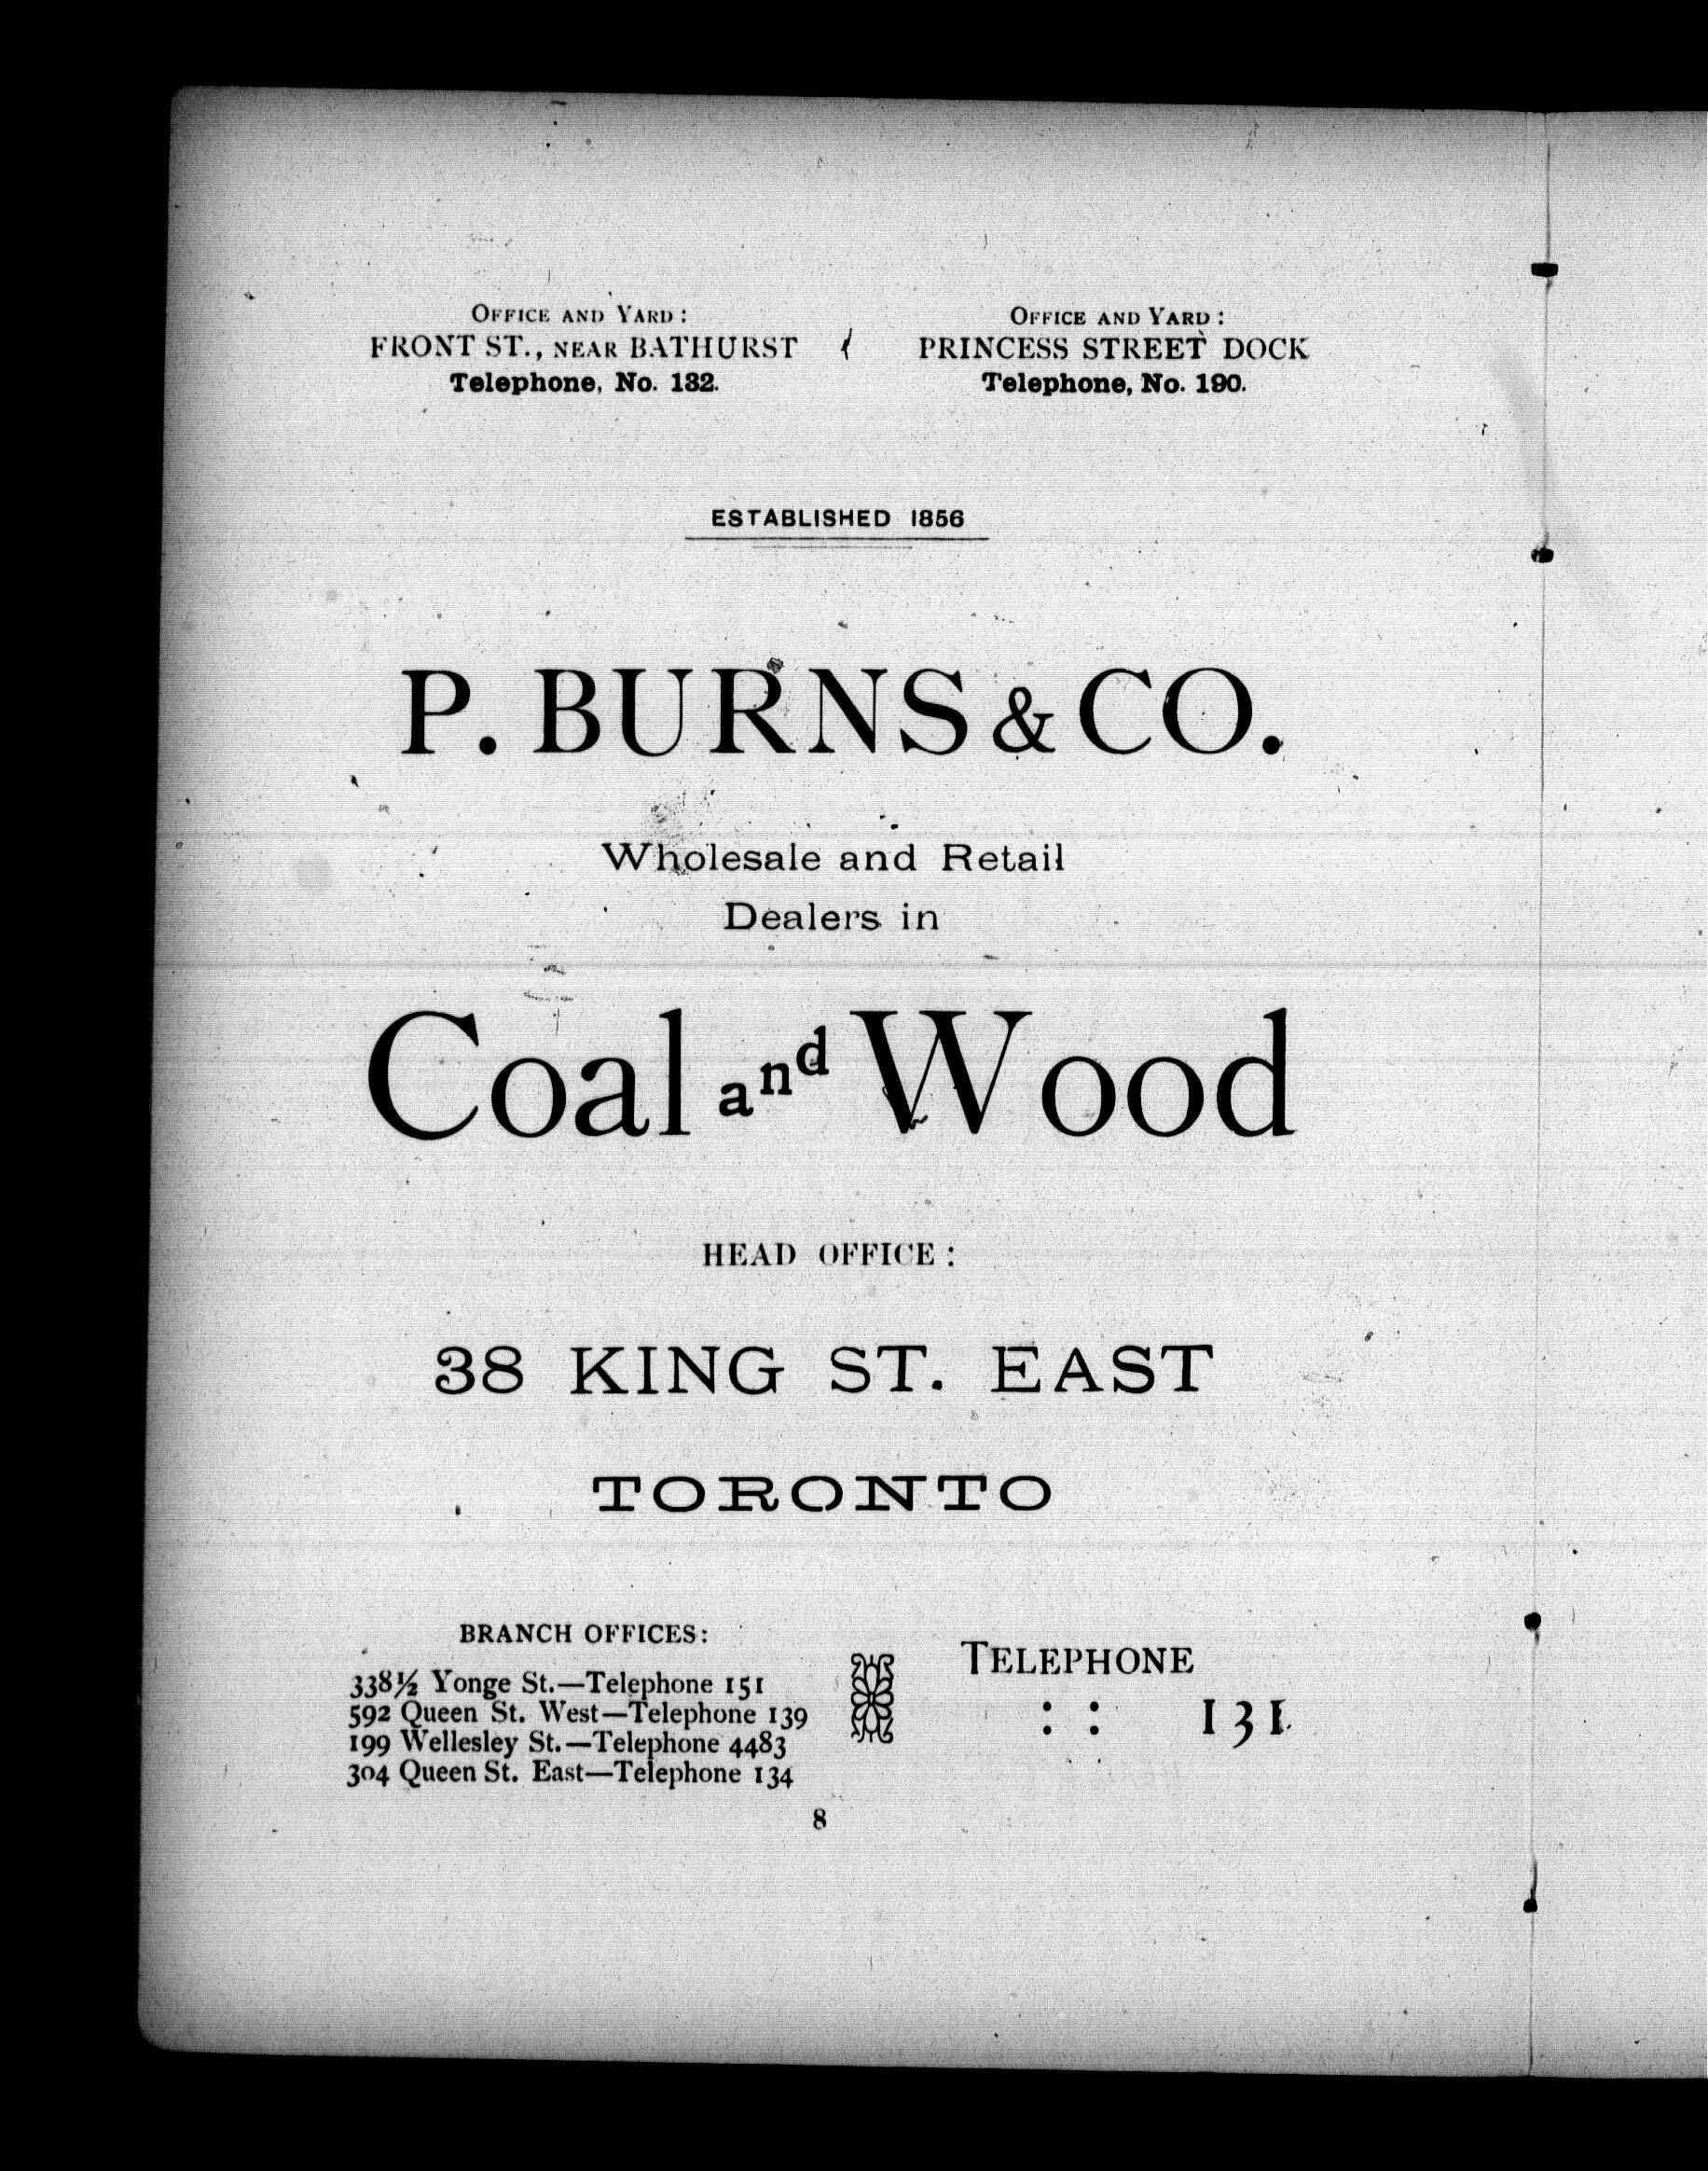 OFFICE AND YARD:
FRONT ST., NEAR BATHURST
Telephone, No. 132.
OFFICE AND YARD:
PRINCESS STREET DOCK
Telephone, No. 190.
ESTABLISHED 1856
P. BURNS & CO.
Wholesale and Retail
Dealers in
Coal and Wood
HEAD OFFICE:
38 KING ST. EAST
TORONTO
BRANCH OFFICES:
338½ Yonge St.—Telephone 151
592 Queen St. West—Telephone 139
199 Wellesley St.—Telephone 4483
304 Queen St. East—Telephone 134
TELEPHONE
: : 131.
8